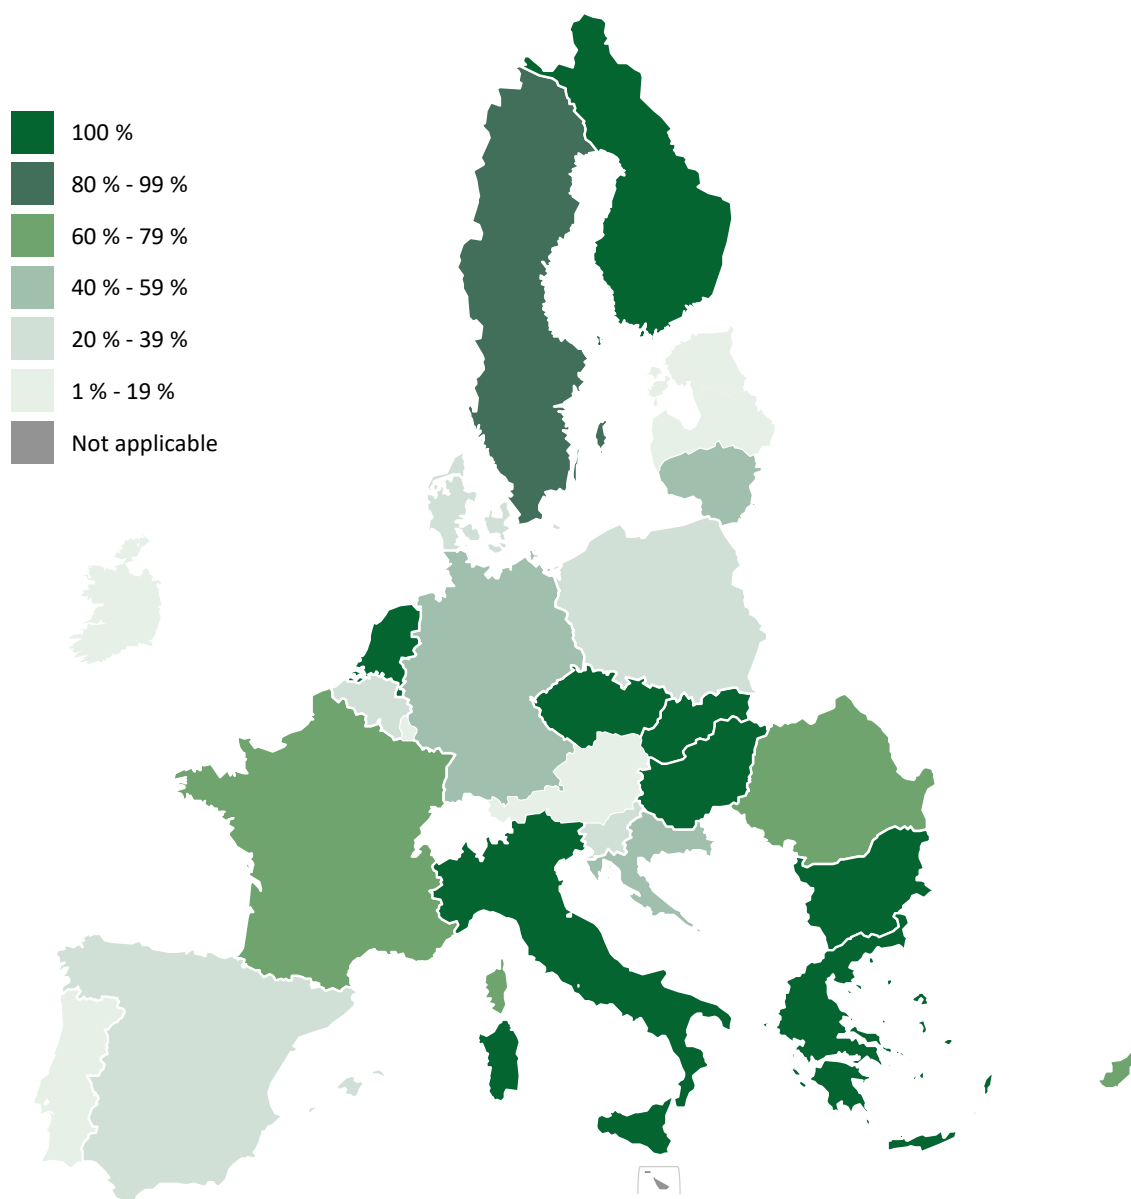 100 %
80 % - 99 %
60 % - 79 %
40 % - 59 %
20 % - 39 %
1 % - 19 %
Not applicable